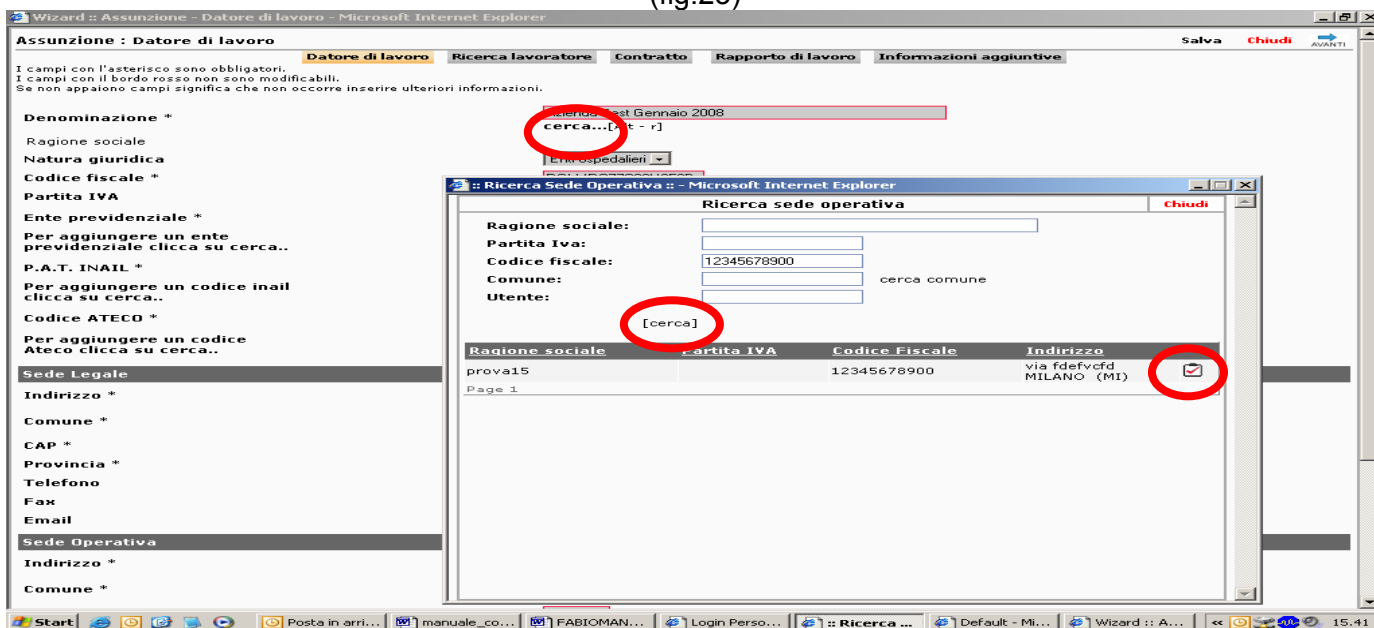 Wizard :: Assunzione - Datore di lavoro - Microsoft Internet Explorer
Assunzione : Datore di lavoro
Salva Chiudi AVANTI
Datore di lavoro Ricerca lavoratore Contratto Rapporto di lavoro Informazioni aggiuntive
I campi con l'asterisco sono obbligatori.
I campi con il bordo rosso non sono modificabili.
Se non appaiono campi significa che non occorre inserire ulteriori informazioni.
Denominazione *
Azienda Test Gennaio 2008
cerca...[Alt - r]
Ragione sociale
Natura giuridica
Enti ospedalieri
Codice fiscale *
Partita IVA
Ente previdenziale *
Per aggiungere un ente
previdenziale clicca su cerca..
P.A.T. INAIL *
Per aggiungere un codice inail
clicca su cerca..
Codice ATECO *
Per aggiungere un codice
Ateco clicca su cerca..
Sede Legale
Indirizzo *
Comune *
CAP *
Provincia *
Telefono
Fax
Email
Sede Operativa
Indirizzo *
Comune *
:: Ricerca Sede Operativa :: - Microsoft Internet Explorer
Ricerca sede operativa Chiudi
Ragione sociale:
Partita Iva:
Codice fiscale: 12345678900
Comune: cerca comune
Utente:
[cerca]
Ragione sociale Partita IVA Codice Fiscale Indirizzo
prova15 12345678900 via fdefvcfd
MILANO (MI)
Page 1
Start Posta in arri... manuale_co... FABIOMAN... Login Perso... :: Ricerca ... Default - Mi... Wizard :: A... « 15.41